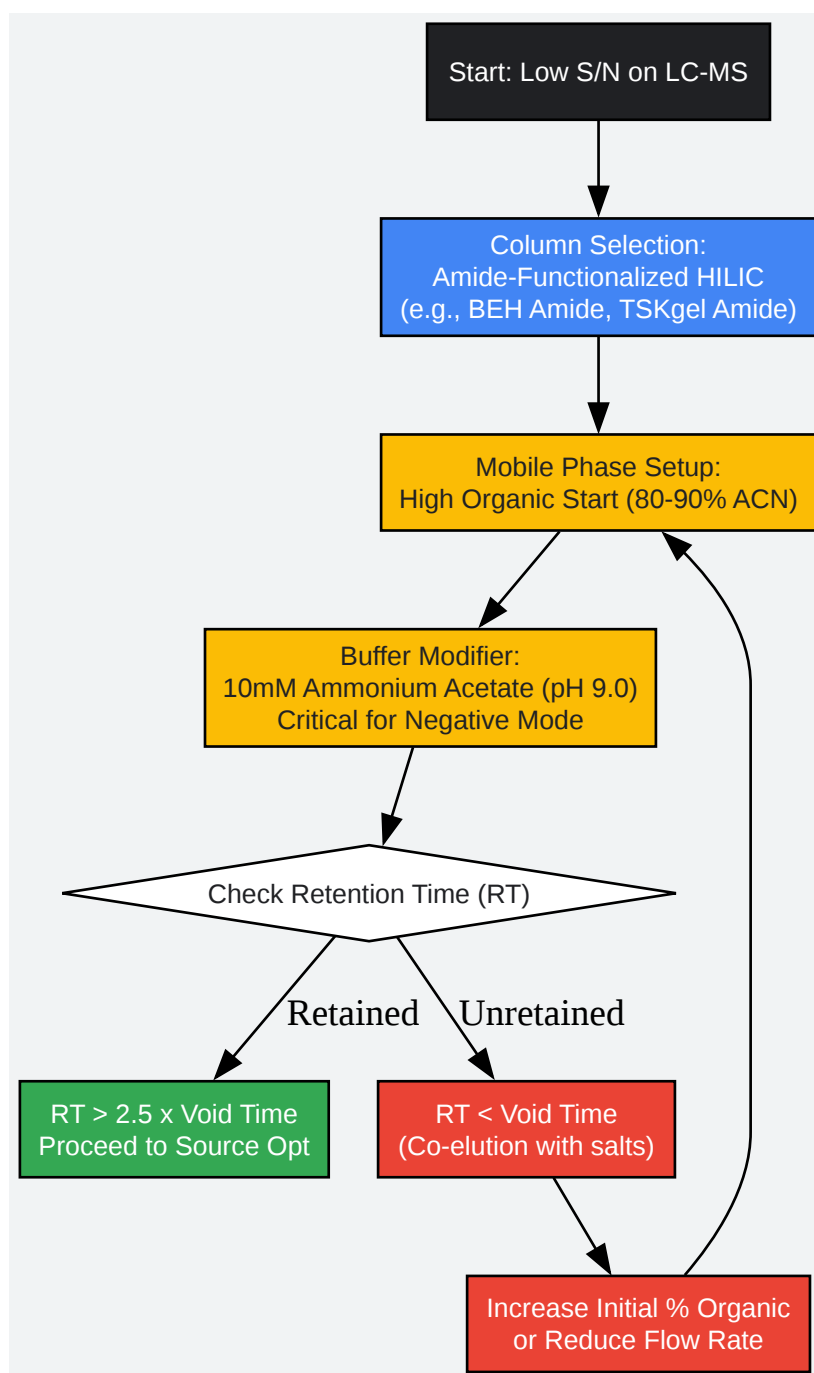 Start: Low S/N on LC-MS
Column Selection:
Amide-Functionalized HILIC
(e.g., BEH Amide, TSKgel Amide)
Mobile Phase Setup:
High Organic Start (80-90% ACN)
Buffer Modifier:
10mM Ammonium Acetate (pH 9.0)
Critical for Negative Mode
Check Retention Time (RT)
Retained
Unretained
RT > 2.5 x Void Time
Proceed to Source Opt
RT < Void Time
(Co-elution with salts)
Increase Initial % Organic
or Reduce Flow Rate